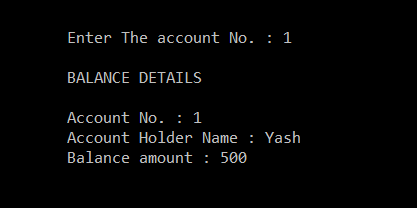 Enter The account No. : 1
BALANCE DETAILS
Account No. : 1
Account Holder Name : Yash
Balance amount : 500